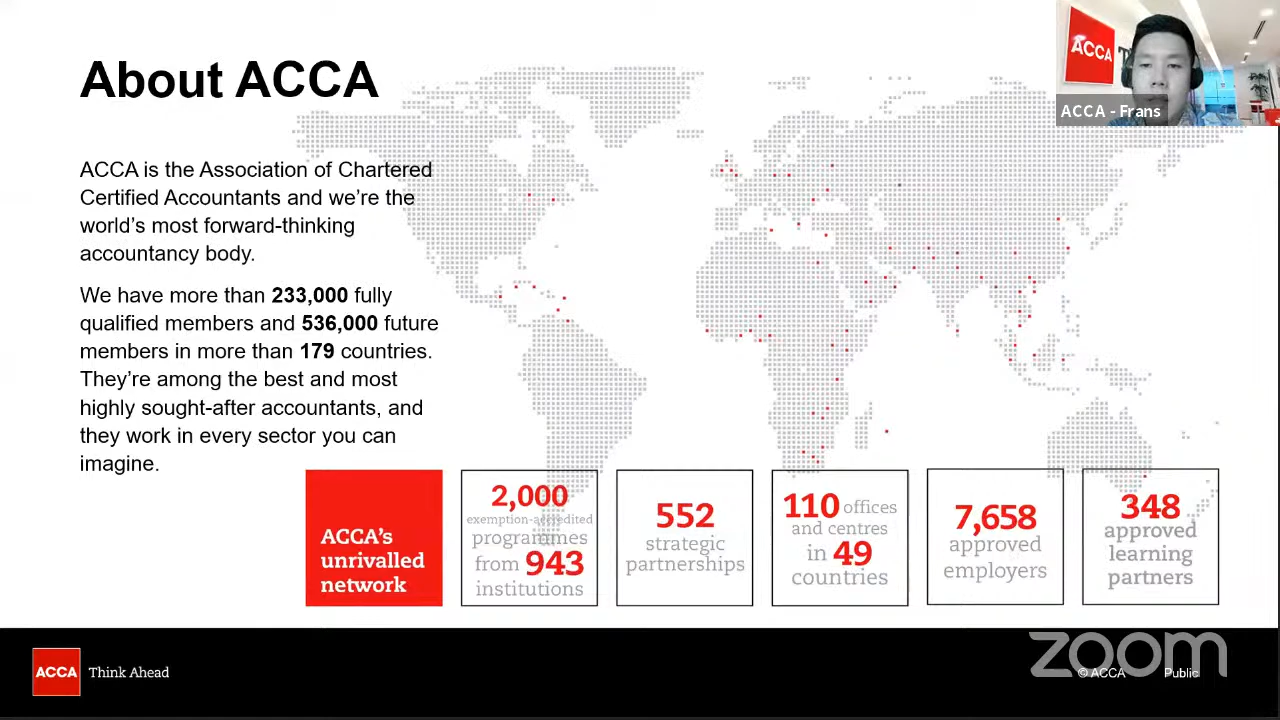 About ACCA
ACCA
ACCA - Frans
ACCA is the Association of Chartered
Certified Accountants and we’re the
world’s most forward-thinking
accountancy body.
We have more than 233,000 fully
qualified members and 536,000 future
members in more than 179 countries.
They’re among the best and most
highly sought-after accountants, and
they work in every sector you can
imagine.
ACCA’s
unrivalled
network
2,000
exemption-accredited
programmes
from 943
institutions
552
strategic
partnerships
110 offices
and centres
in 49
countries
7,658
approved
employers
348
approved
learning
partners
ACCA Think Ahead
zoom
© ACCA Public